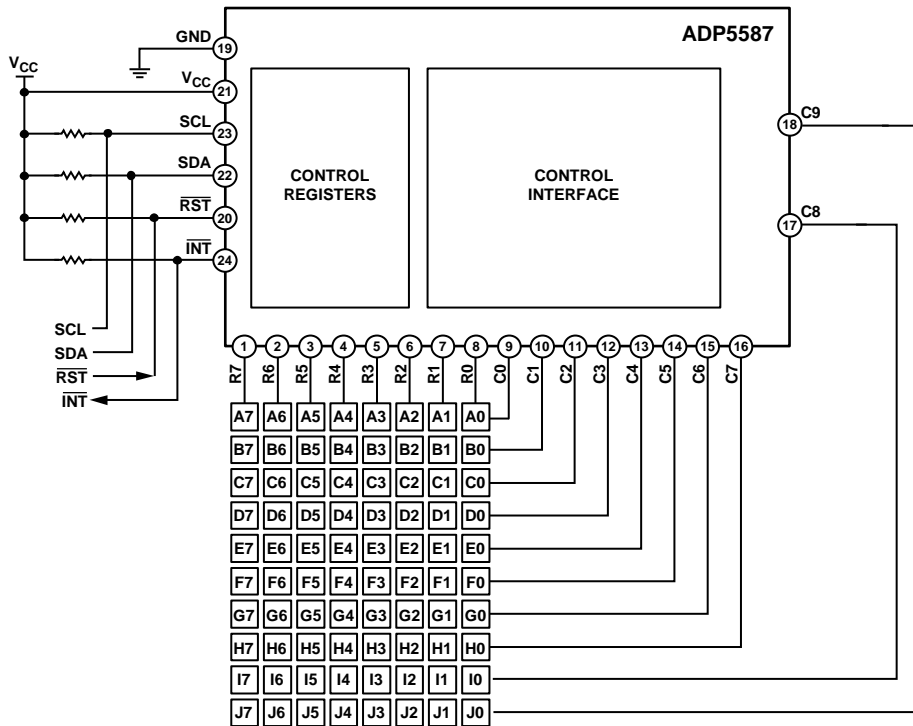 ADP5587
GND 19
VCC
VCC 21
SCL 23
SDA 22
RST 20
INT 24
CONTROL REGISTERS
CONTROL INTERFACE
18 C9
17 C8
SCL
SDA
RST
INT
1 2 3 4 5 6 7 8 9 10 11 12 13 14 15 16
R7 R6 R5 R4 R3 R2 R1 R0 C0 C1 C2 C3 C4 C5 C6 C7
A7 A6 A5 A4 A3 A2 A1 A0
B7 B6 B5 B4 B3 B2 B1 B0
C7 C6 C5 C4 C3 C2 C1 C0
D7 D6 D5 D4 D3 D2 D1 D0
E7 E6 E5 E4 E3 E2 E1 E0
F7 F6 F5 F4 F3 F2 F1 F0
G7 G6 G5 G4 G3 G2 G1 G0
H7 H6 H5 H4 H3 H2 H1 H0
I7 I6 I5 I4 I3 I2 I1 I0
J7 J6 J5 J4 J3 J2 J1 J0